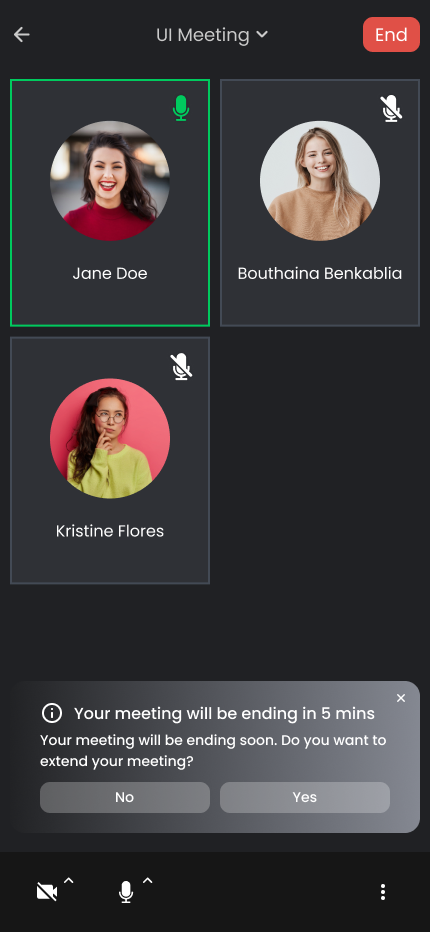 UI Meeting
End
Jane Doe
Bouthaina Benkablia
Kristine Flores
Your meeting will be ending in 5 mins
Your meeting will be ending soon. Do you want to
extend your meeting?
No
Yes